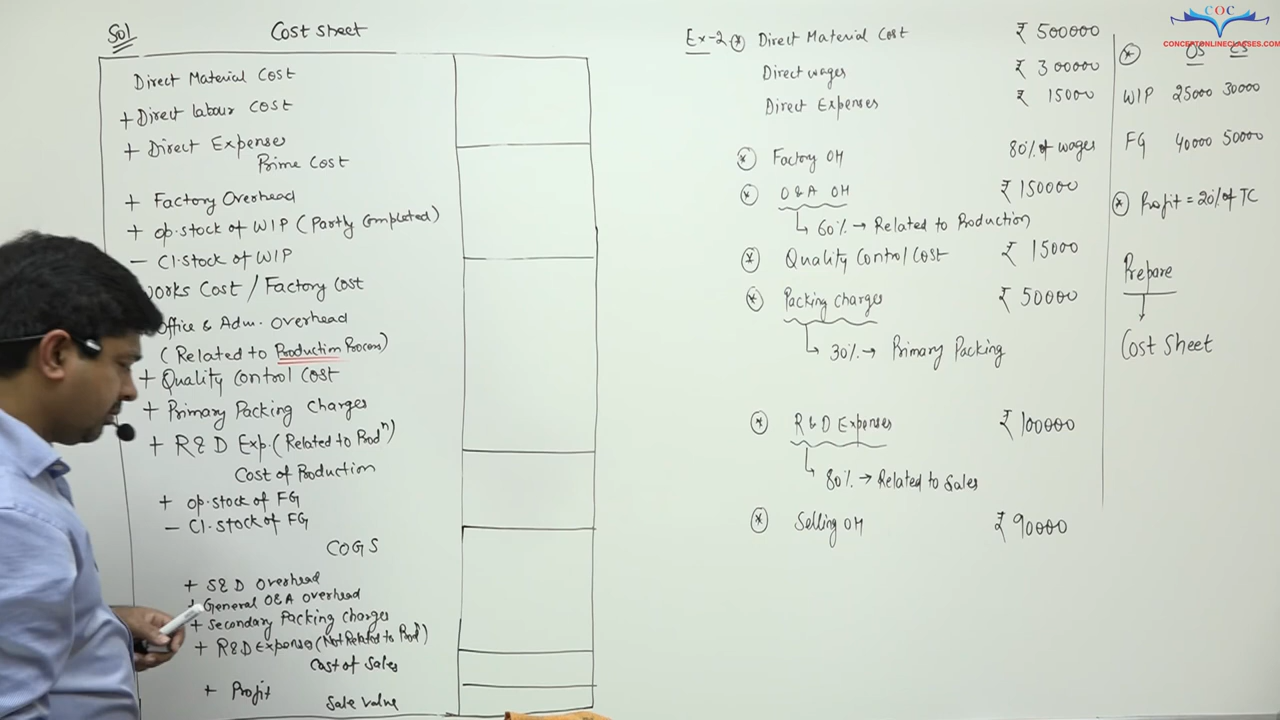 Sol
Cost sheet
Direct Material Cost
+ Direct labour cost
+ Direct Expenses
Prime Cost
+ Factory Overhead
+ op.stock of WIP (Partly Completed)
- Cl.stock of WIP
works Cost / Factory cost
office & Adm. overhead
(Related to Production Process)
+ Quality control cost
+ Primary Packing Charges
+ R&D Exp. (Related to Prodⁿ)
Cost of Production
+ op.stock of FG
- Cl.stock of FG
COGS
+ S&D overhead
+ General O&A overhead
+ Secondary Packing charges
+ R&D Expenses (Not Related to Prodⁿ)
Cost of Sales
+ Profit
Sale value
Ex-2 * Direct Material Cost ₹ 500000
Direct wages ₹ 300000
Direct Expenses ₹ 15000
* Factory OH 80% of wages
* O&A OH ₹ 150000
60% → Related to Production
* Quality Control Cost ₹ 15000
* Packing charges ₹ 50000
30% → Primary Packing
* R&D Expenses ₹ 100000
80% → Related to Sales
* Selling OH ₹ 90000
* OS CS
WIP 25000 30000
FG 40000 50000
* Profit = 20% of TC
Prepare
Cost Sheet
COC
CONCEPTONLINECLASSES.COM